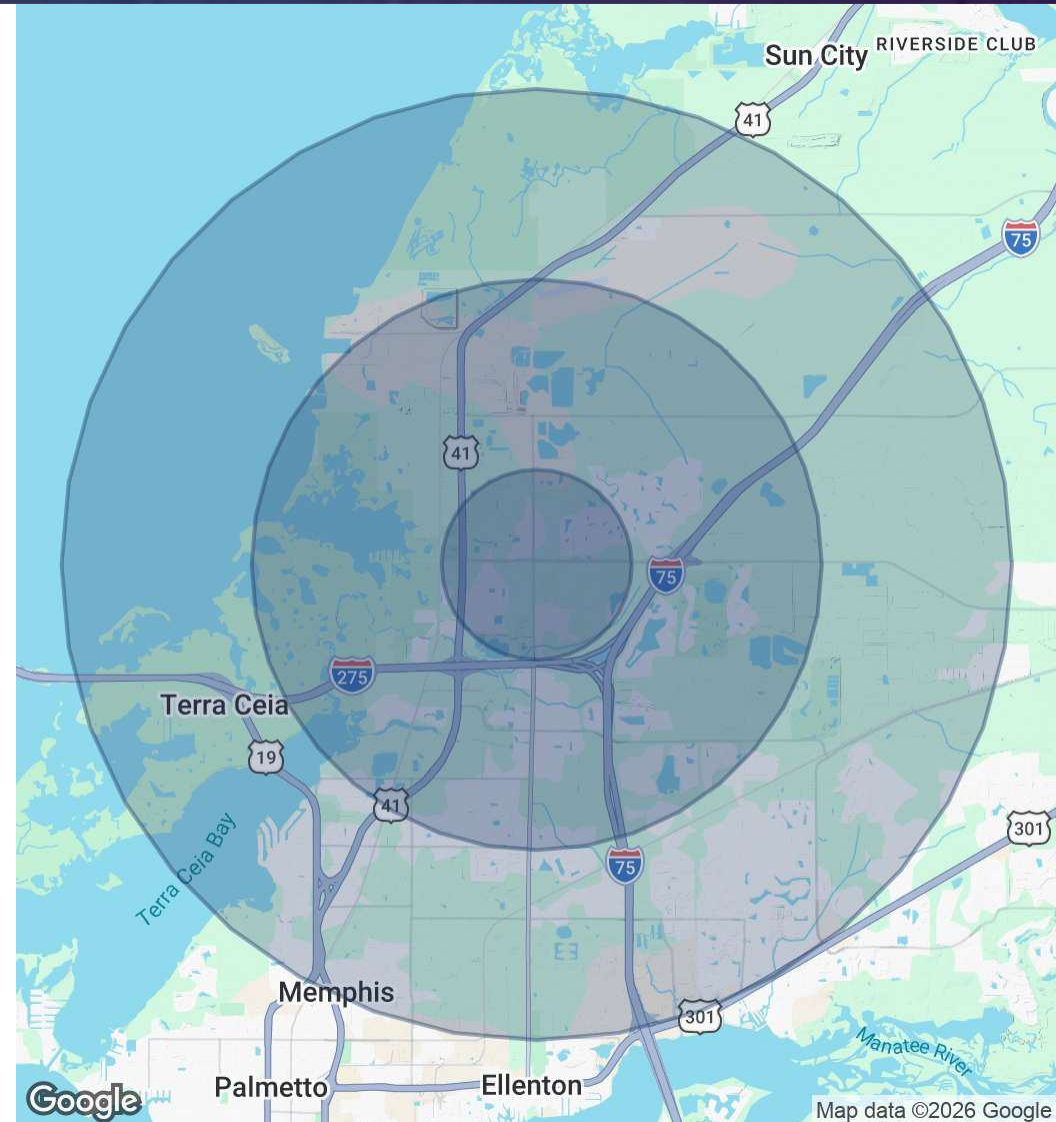 Sun City
RIVERSIDE CLUB
41
75
41
75
275
Terra Ceia
19
41
301
75
Terra Ceia Bay
Memphis
301
Manatee River
Palmetto
Ellenton
Google
Map data ©2026 Google